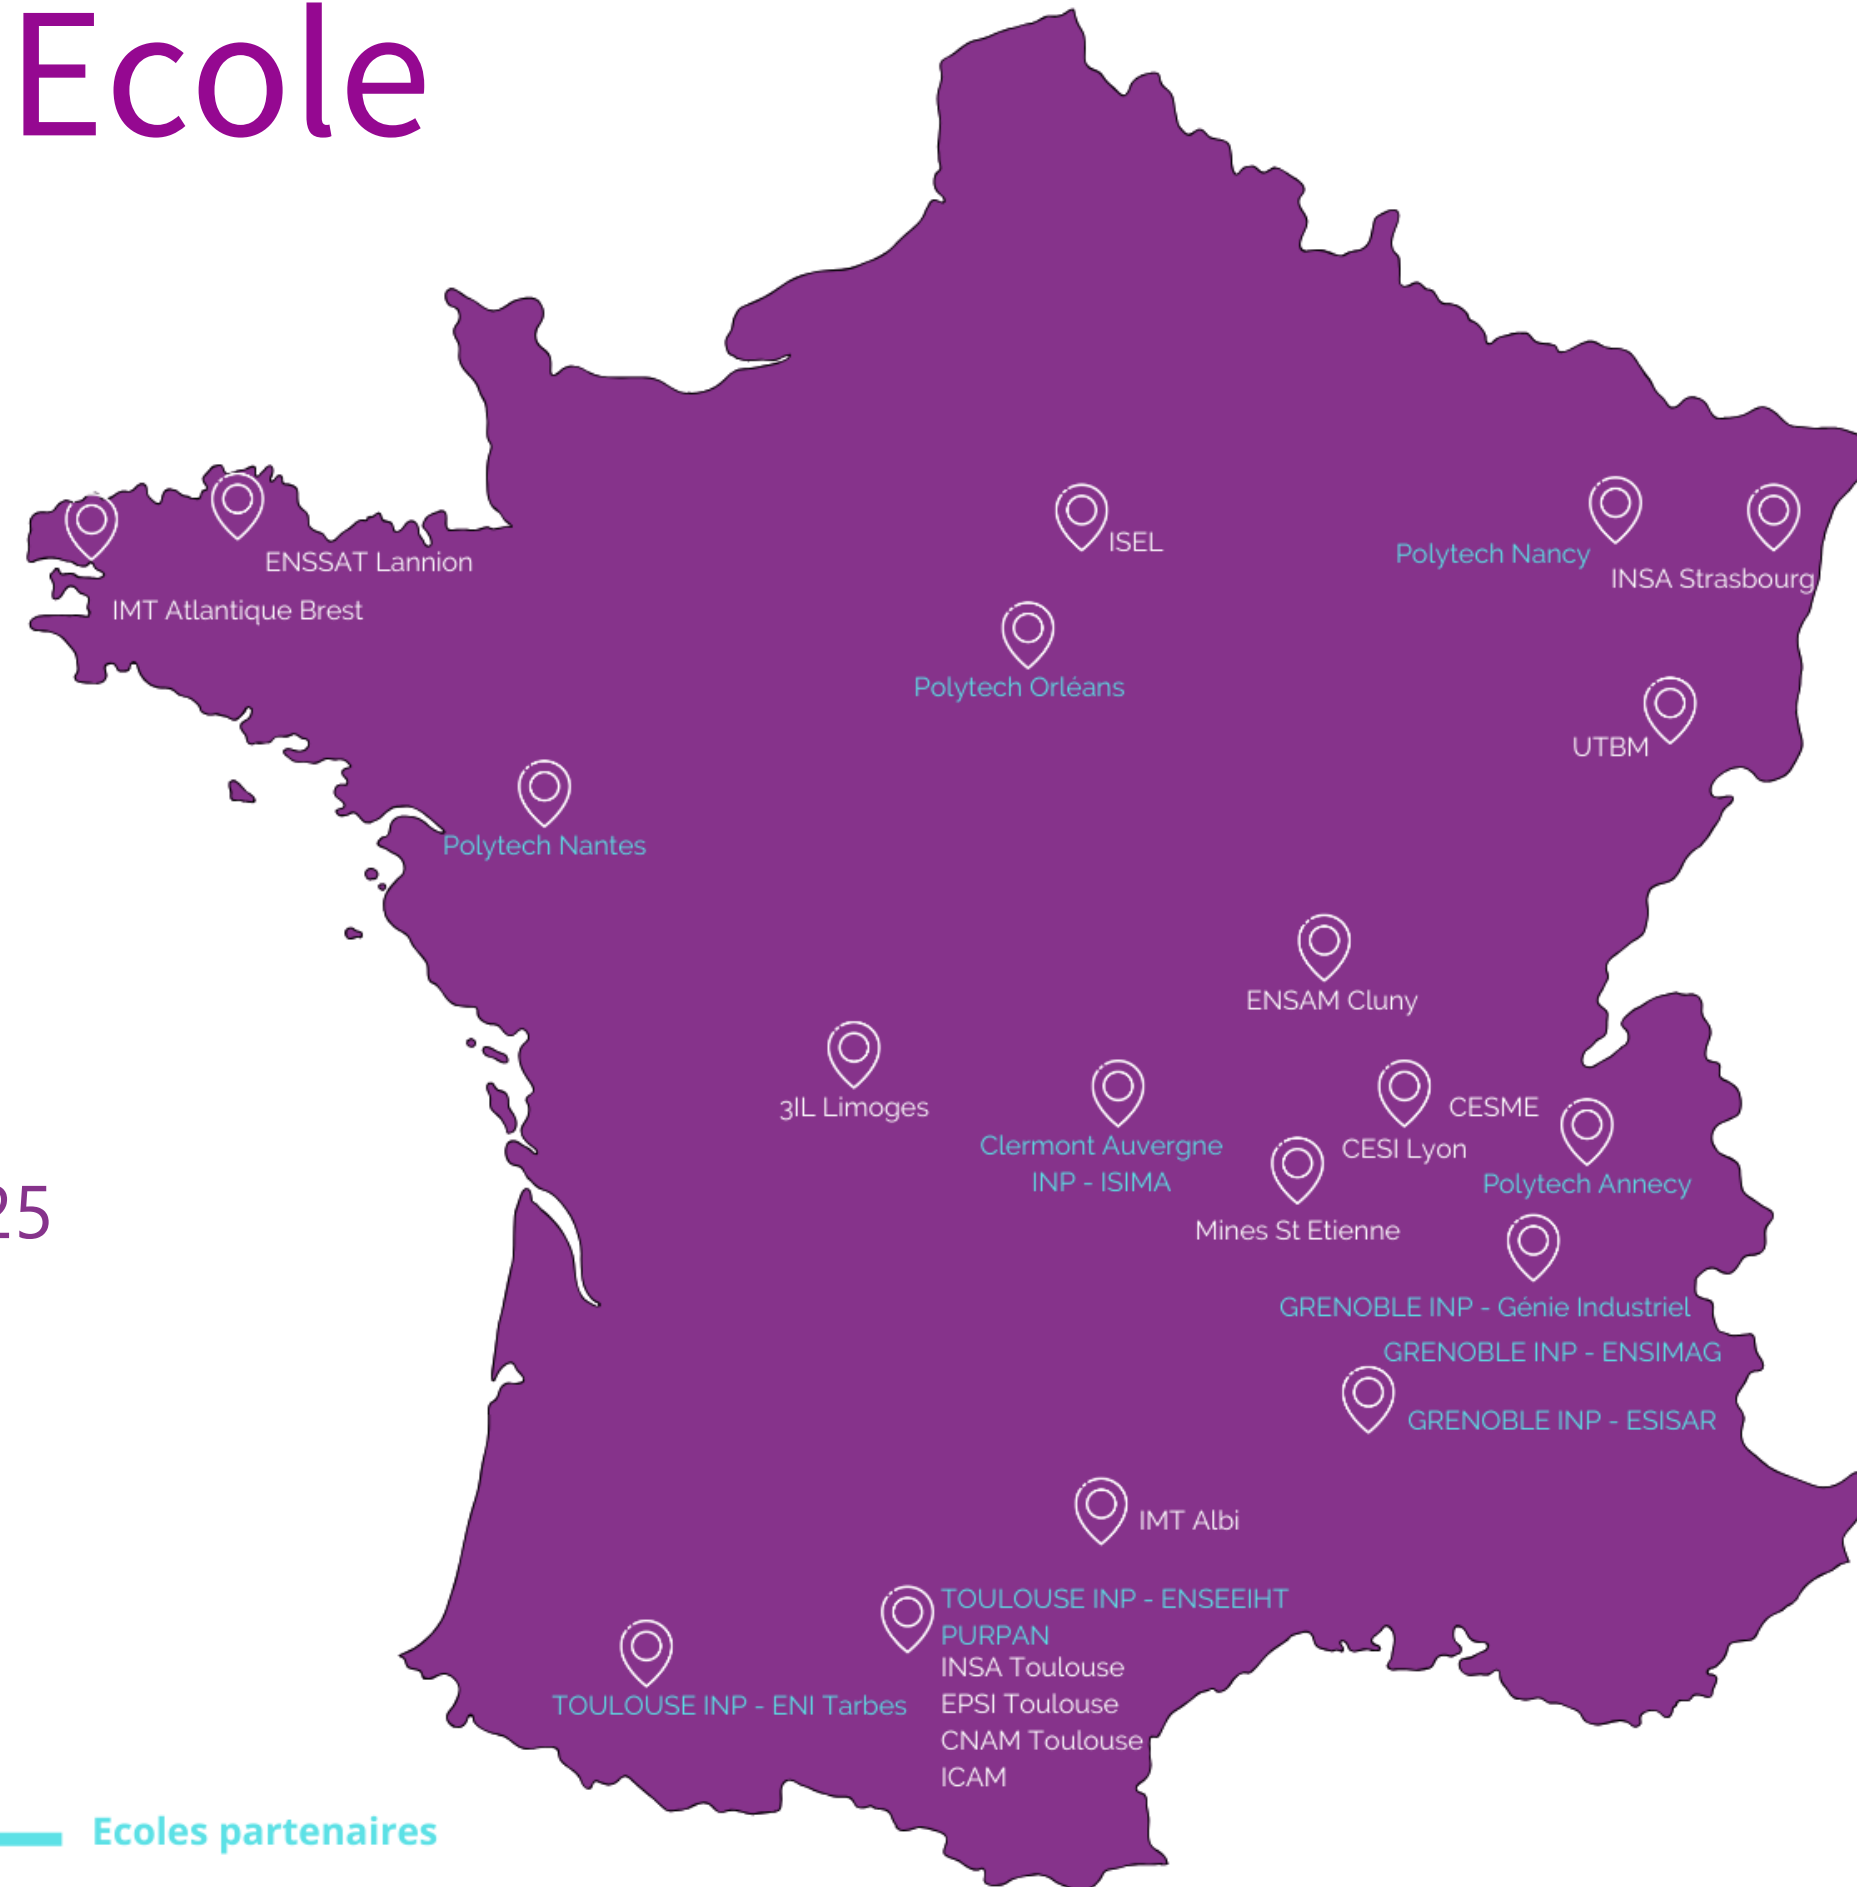 Ecole
ENSSAT Lannion
IMT Atlantique Brest
ISEL
Polytech Nancy
INSA Strasbourg
Polytech Orléans
UTBM
Polytech Nantes
ENSAM Cluny
3IL Limoges
Clermont Auvergne
INP - ISIMA
CESME
CESI Lyon
Polytech Annecy
Mines St Etienne
25
GRENOBLE INP - Génie Industriel
GRENOBLE INP - ENSIMAG
GRENOBLE INP - ESISAR
IMT Albi
TOULOUSE INP - ENSEEIHT
PURPAN
INSA Toulouse
TOULOUSE INP - ENI Tarbes
EPSI Toulouse
CNAM Toulouse
ICAM
Ecoles partenaires